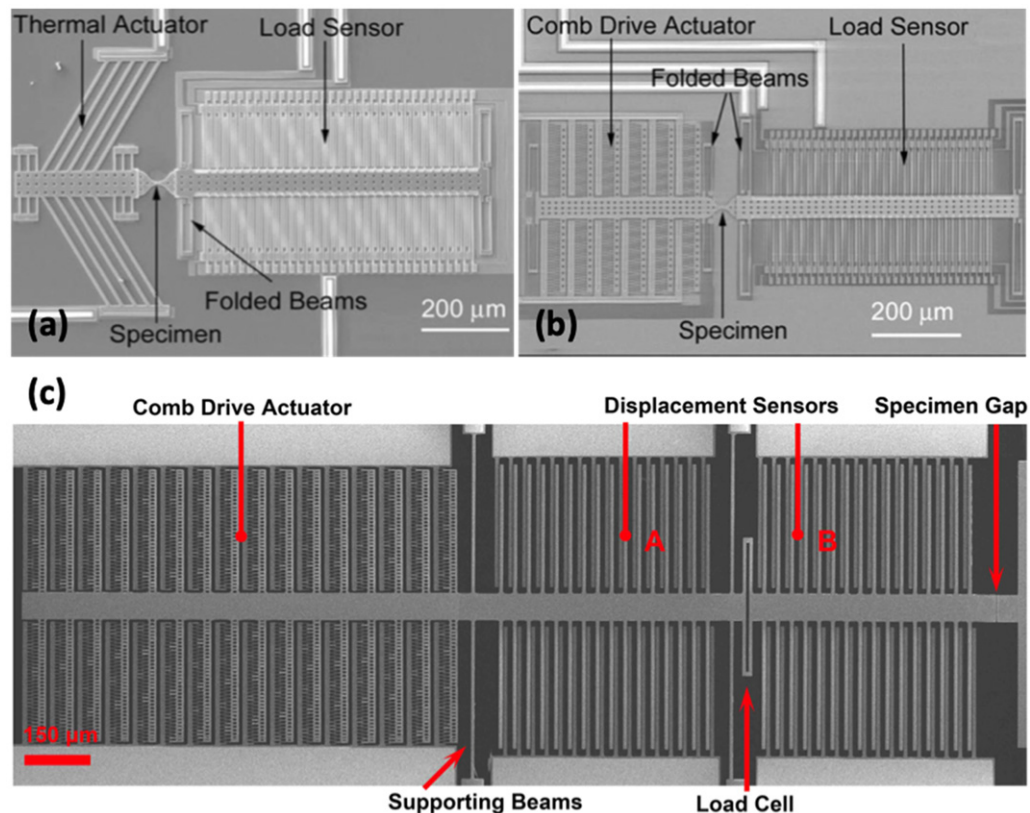 Thermal Actuator
Load Sensor
Folded Beams
Specimen
200 μm
(a)
Comb Drive Actuator
Load Sensor
Folded Beams
Specimen
200 μm
(b)
(c)
Comb Drive Actuator
Displacement Sensors
Specimen Gap
A
B
150 μm
Supporting Beams
Load Cell